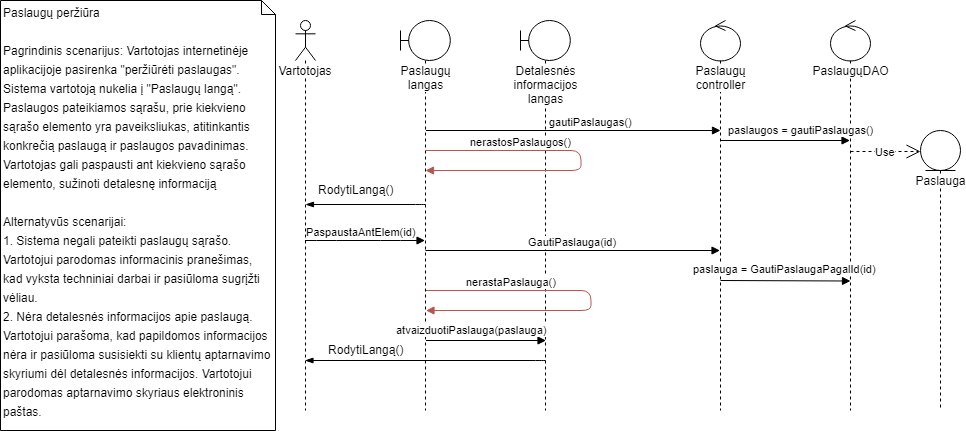 Paslaugų peržiūra
Pagrindinis scenarijus: Vartotojas internetinėje
aplikacijoje pasirenka "peržiūrėti paslaugas".
Sistema vartotoją nukelia į "Paslaugų langą".
Paslaugos pateikiamos sąrašu, prie kiekvieno
sąrašo elemento yra paveiksliukas, atitinkantis
konkrečią paslaugą ir paslaugos pavadinimas.
Vartotojas gali paspausti ant kiekvieno sąrašo
elemento, sužinoti detalesnę informaciją
Alternatyvūs scenarijai:
1. Sistema negali pateikti paslaugų sąrašo.
Vartotojui parodomas informacinis pranešimas,
kad vyksta techniniai darbai ir pasiūloma sugrįžti
vėliau.
2. Nėra detalesnės informacijos apie paslaugą.
Vartotojui parašoma, kad papildomos informacijos
nėra ir pasiūloma susisiekti su klientų aptarnavimo
skyriumi dėl detalesnės informacijos. Vartotojui
parodomas aptarnavimo skyriaus elektroninis
paštas.
Vartotojas
Paslaugų
langas
Detalesnės
informacijos
langas
Paslaugų
controller
PaslaugųDAO
gautiPaslaugas()
paslaugos = gautiPaslaugas()
nerastosPaslaugos()
Use
Paslauga
RodytiLangą()
PaspaustaAntElem(id)
GautiPaslauga(id)
paslauga = GautiPaslaugaPagalId(id)
nerastaPaslauga()
atvaizduotiPaslauga(paslauga)
RodytiLangą()